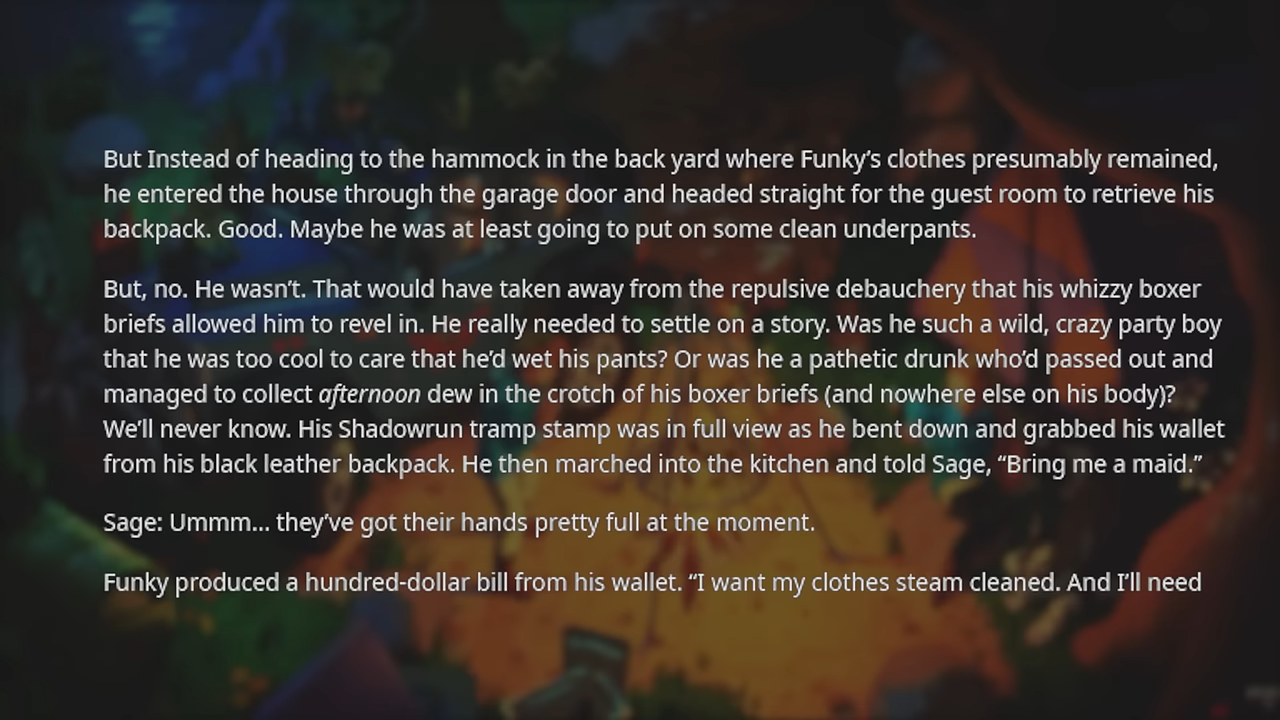 But Instead of heading to the hammock in the back yard where Funky's clothes presumably remained,
he entered the house through the garage door and headed straight for the guest room to retrieve his
backpack. Good. Maybe he was at least going to put on some clean underpants.
But, no. He wasn't. That would have taken away from the repulsive debauchery that his whizzy boxer
briefs allowed him to revel in. He really needed to settle on a story. Was he such a wild, crazy party boy
that he was too cool to care that he'd wet his pants? Or was he a pathetic drunk who'd passed out and
managed to collect afternoon dew in the crotch of his boxer briefs (and nowhere else on his body)?
We'll never know. His Shadowrun tramp stamp was in full view as he bent down and grabbed his wallet
from his black leather backpack. He then marched into the kitchen and told Sage, “Bring me a maid.”
Sage: Ummm... they've got their hands pretty full at the moment.
Funky produced a hundred-dollar bill from his wallet. “I want my clothes steam cleaned. And I'll need